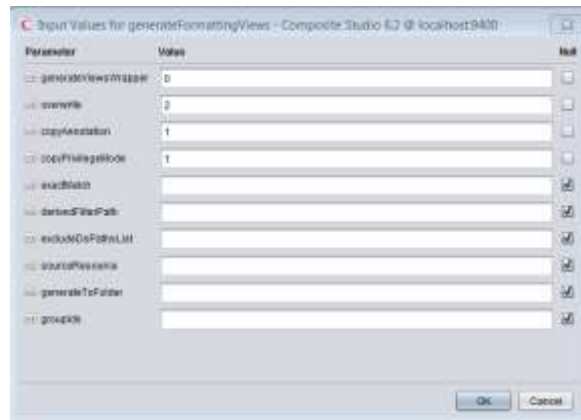 Input Values for generateFormattingViews - Composite Studio 6.2 @ localhost:9400
Parameter Value Null
generateViewsWrapper 0
overwrite 2
copyAnnotation 1
copyPrivilegeMode 1
exactMatch
derivedFilterPath
excludeDsPathsList
sourceResource
generateToFolder
groupIds
OK Cancel